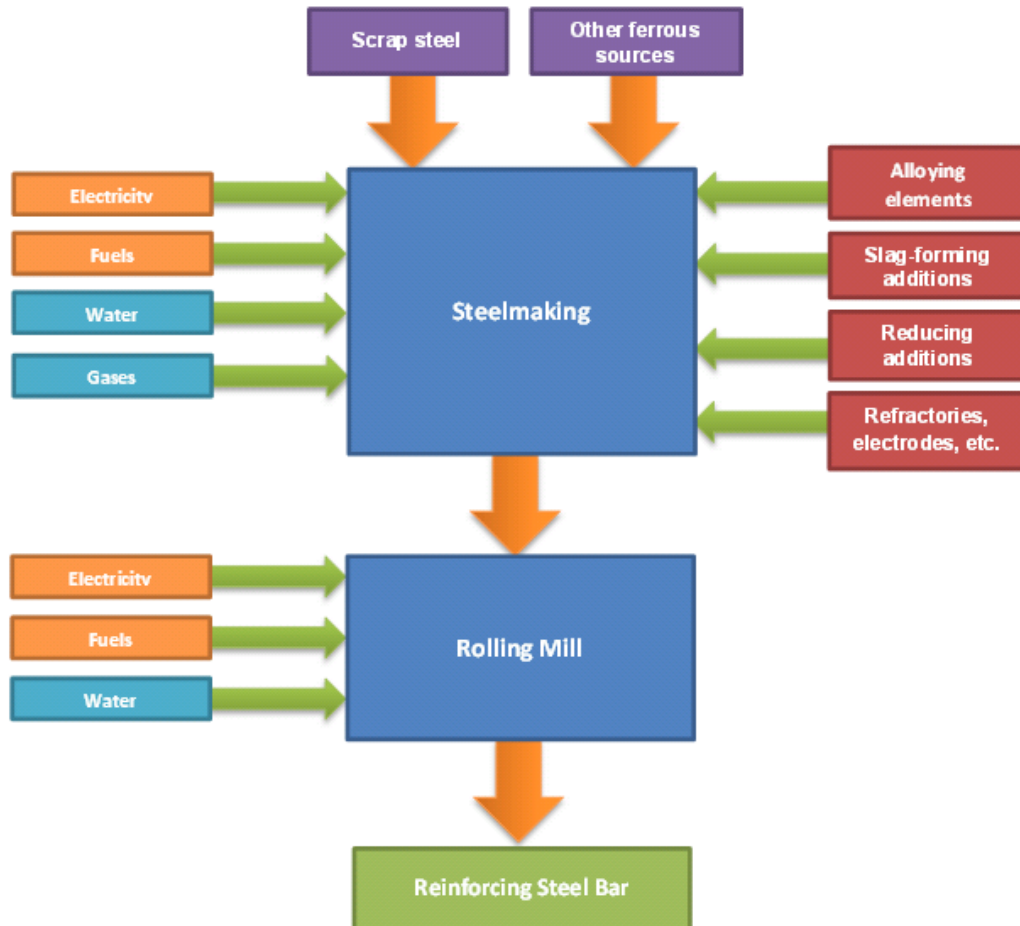 Scrap steel
Other ferrous
sources
Electricity
Fuels
Water
Gases
Steelmaking
Alloying
elements
Slag-forming
additions
Reducing
additions
Refractories,
electrodes, etc.
Electricity
Fuels
Water
Rolling Mill
Reinforcing Steel Bar